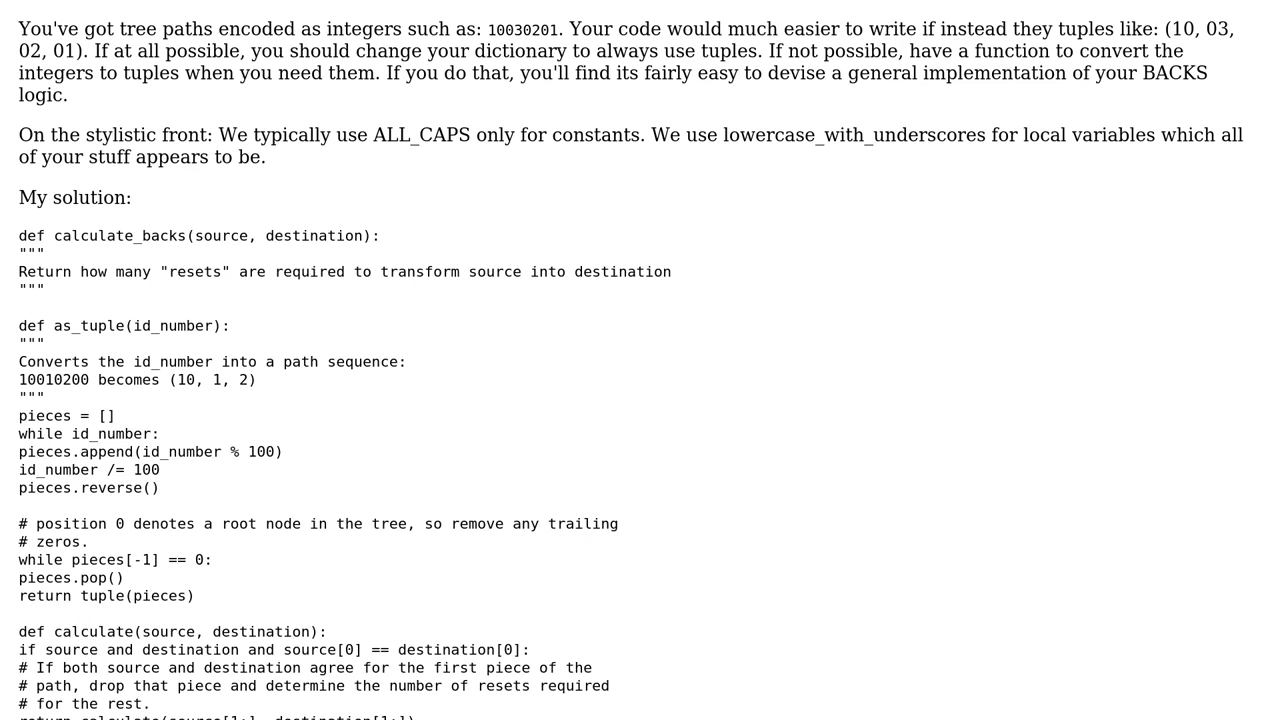 You've got tree paths encoded as integers such as: 10030201. Your code would much easier to write if instead they tuples like: (10, 03,
02, 01). If at all possible, you should change your dictionary to always use tuples. If not possible, have a function to convert the
integers to tuples when you need them. If you do that, you'll find its fairly easy to devise a general implementation of your BACKS
logic.
On the stylistic front: We typically use ALL_CAPS only for constants. We use lowercase_with_underscores for local variables which all
of your stuff appears to be.
My solution:
def calculate_backs(source, destination):
"""
Return how many "resets" are required to transform source into destination
"""
def as_tuple(id_number):
"""
Converts the id_number into a path sequence:
10010200 becomes (10, 1, 2)
"""
pieces = []
while id_number:
pieces.append(id_number % 100)
id_number /= 100
pieces.reverse()
# position 0 denotes a root node in the tree, so remove any trailing
# zeros.
while pieces[-1] == 0:
pieces.pop()
return tuple(pieces)
def calculate(source, destination):
if source and destination and source[0] == destination[0]:
# If both source and destination agree for the first piece of the
# path, drop that piece and determine the number of resets required
# for the rest.
return calculate(source[1:], destination[1:])